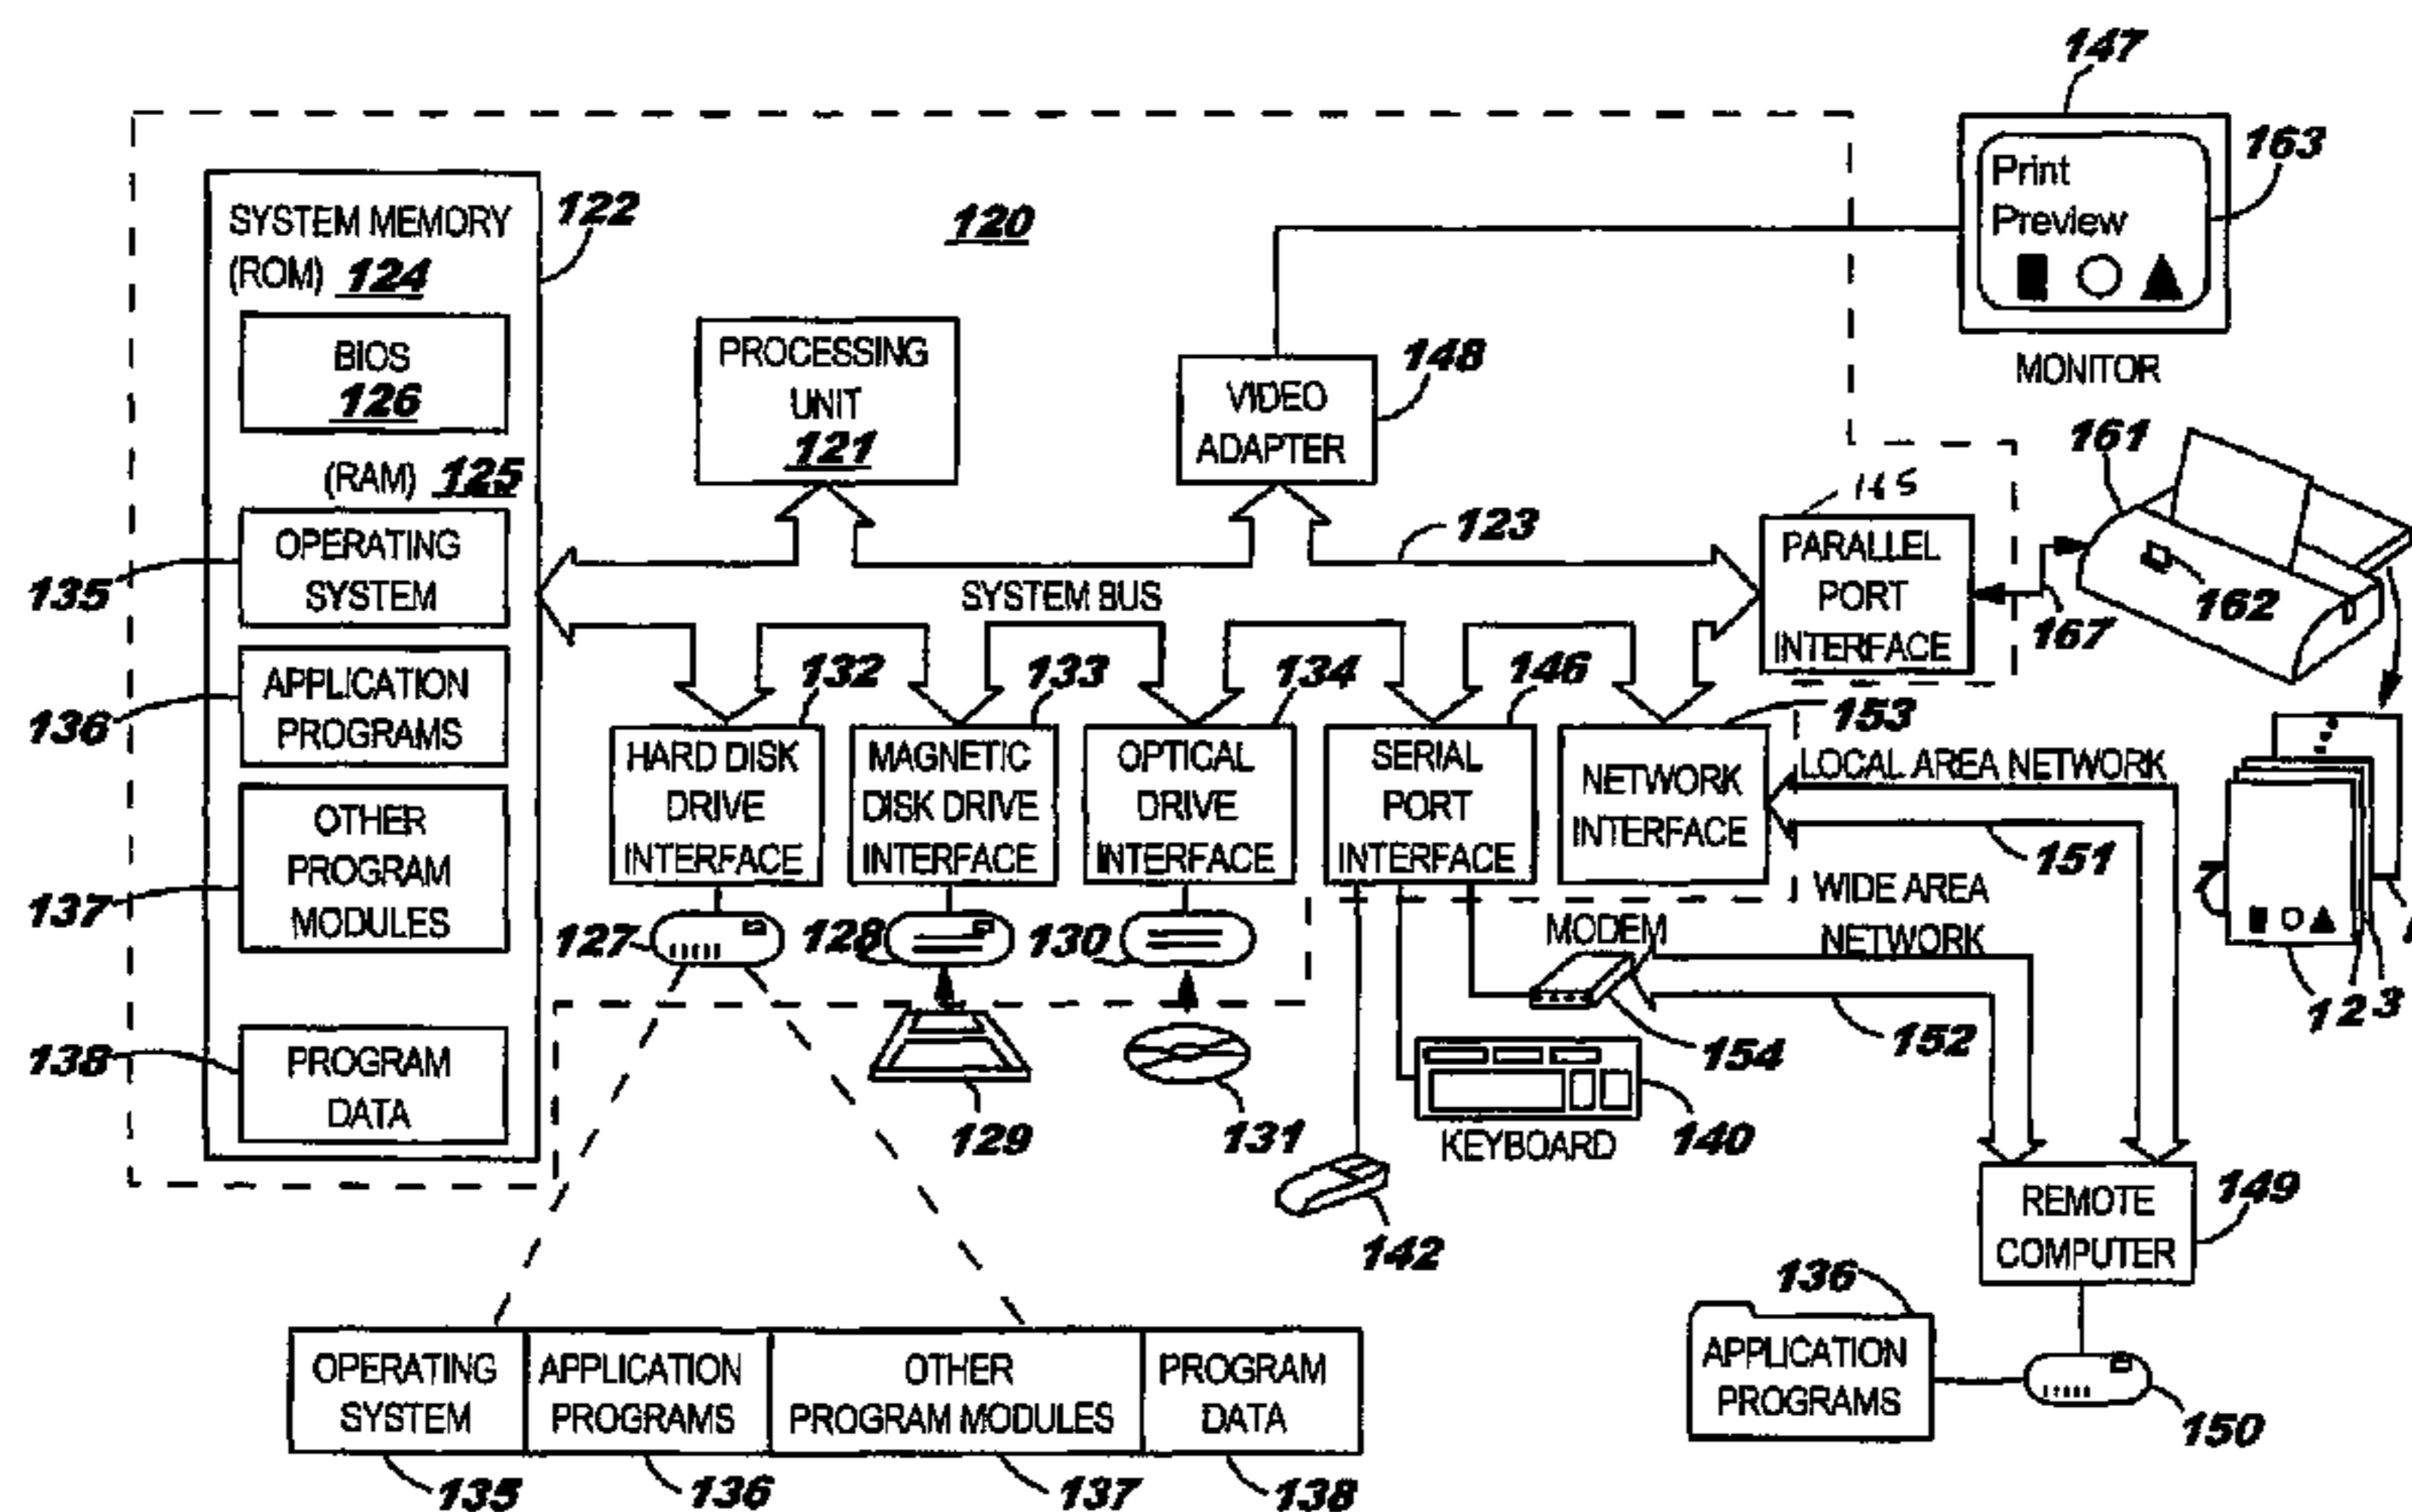 147
163
Print
Preview
MONITOR
120
SYSTEM MEMORY
122
(ROM) 124
BIOS
126
(RAM) 125
OPERATING
SYSTEM
135
APPLICATION
PROGRAMS
136
OTHER
PROGRAM
MODULES
137
PROGRAM
DATA
138
PROCESSING
UNIT
121
VIDEO
ADAPTER
148
123
SYSTEM BUS
PARALLEL
PORT
INTERFACE
161
162
167
132
HARD DISK
DRIVE
INTERFACE
133
MAGNETIC
DISK DRIVE
INTERFACE
134
OPTICAL
DRIVE
INTERFACE
146
SERIAL
PORT
INTERFACE
153
NETWORK
INTERFACE
LOCAL AREA NETWORK
151
WIDE AREA
NETWORK
152
MODEM
154
127
128
130
129
131
KEYBOARD
140
142
1 2 3
REMOTE
COMPUTER
149
136
APPLICATION
PROGRAMS
150
OPERATING
SYSTEM
135
APPLICATION
PROGRAMS
136
OTHER
PROGRAM MODULES
137
PROGRAM
DATA
138